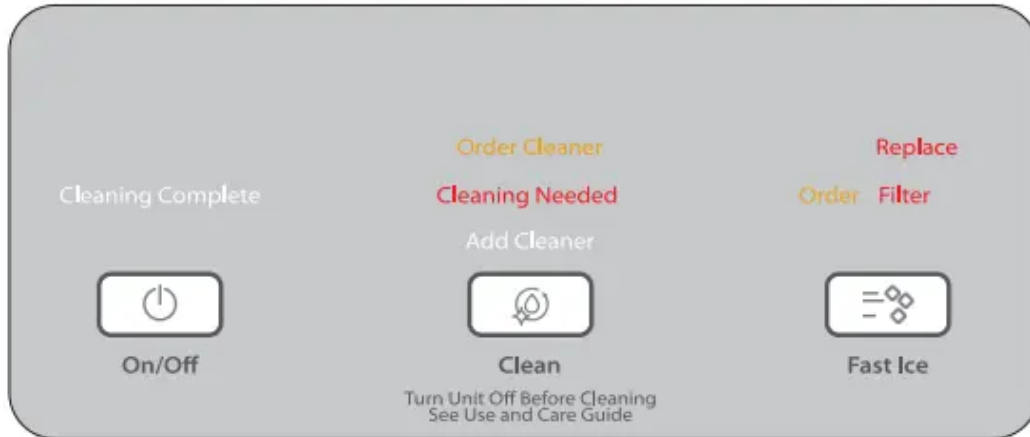 Order Cleaner
Replace
Cleaning Complete
Cleaning Needed
Order Filter
Add Cleaner
On/Off
Clean
Fast Ice
Turn Unit Off Before Cleaning
See Use and Care Guide